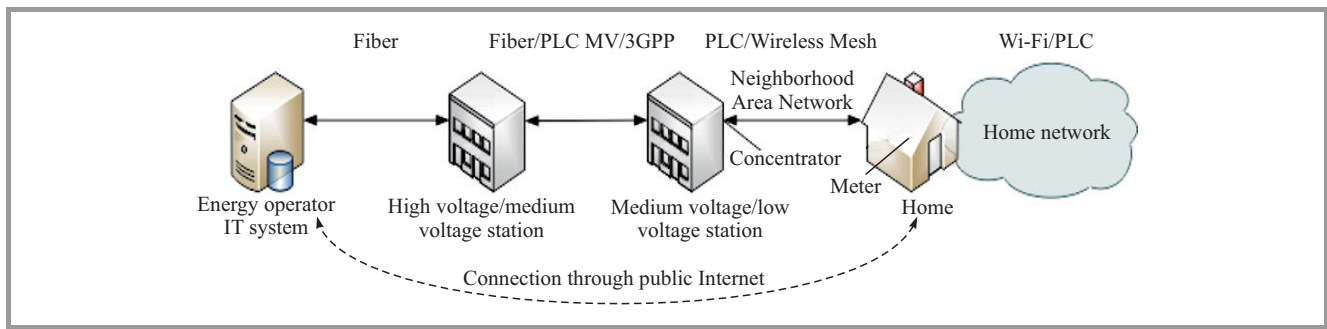 Fiber
Fiber/PLC MV/3GPP
PLC/Wireless Mesh
Wi-Fi/PLC
Neighborhood
Area Network
Home network
Concentrator
Meter
Energy operator
IT system
High voltage/medium
voltage station
Medium voltage/low
voltage station
Home
Connection through public Internet